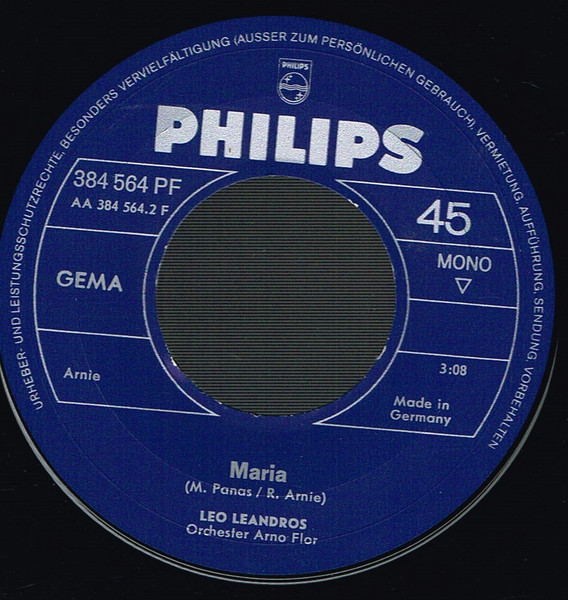 URHEBER- UND LEISTUNGSSCHUTZRECHTE, BESONDERS VERVIELFÄLTIGUNG (AUSSER ZUM PERSÖNLICHEN GEBRAUCH), VERMIETUNG, AUFFÜHRUNG, SENDUNG, VORBEHALTEN
PHILIPS
PHILIPS
384 564 PF
AA 384 564.2 F
45
GEMA
MONO
Arnie
3:08
Made in
Germany
Maria
(M. Panas / R. Arnie)
LEO LEANDROS
Orchester Arno Flor